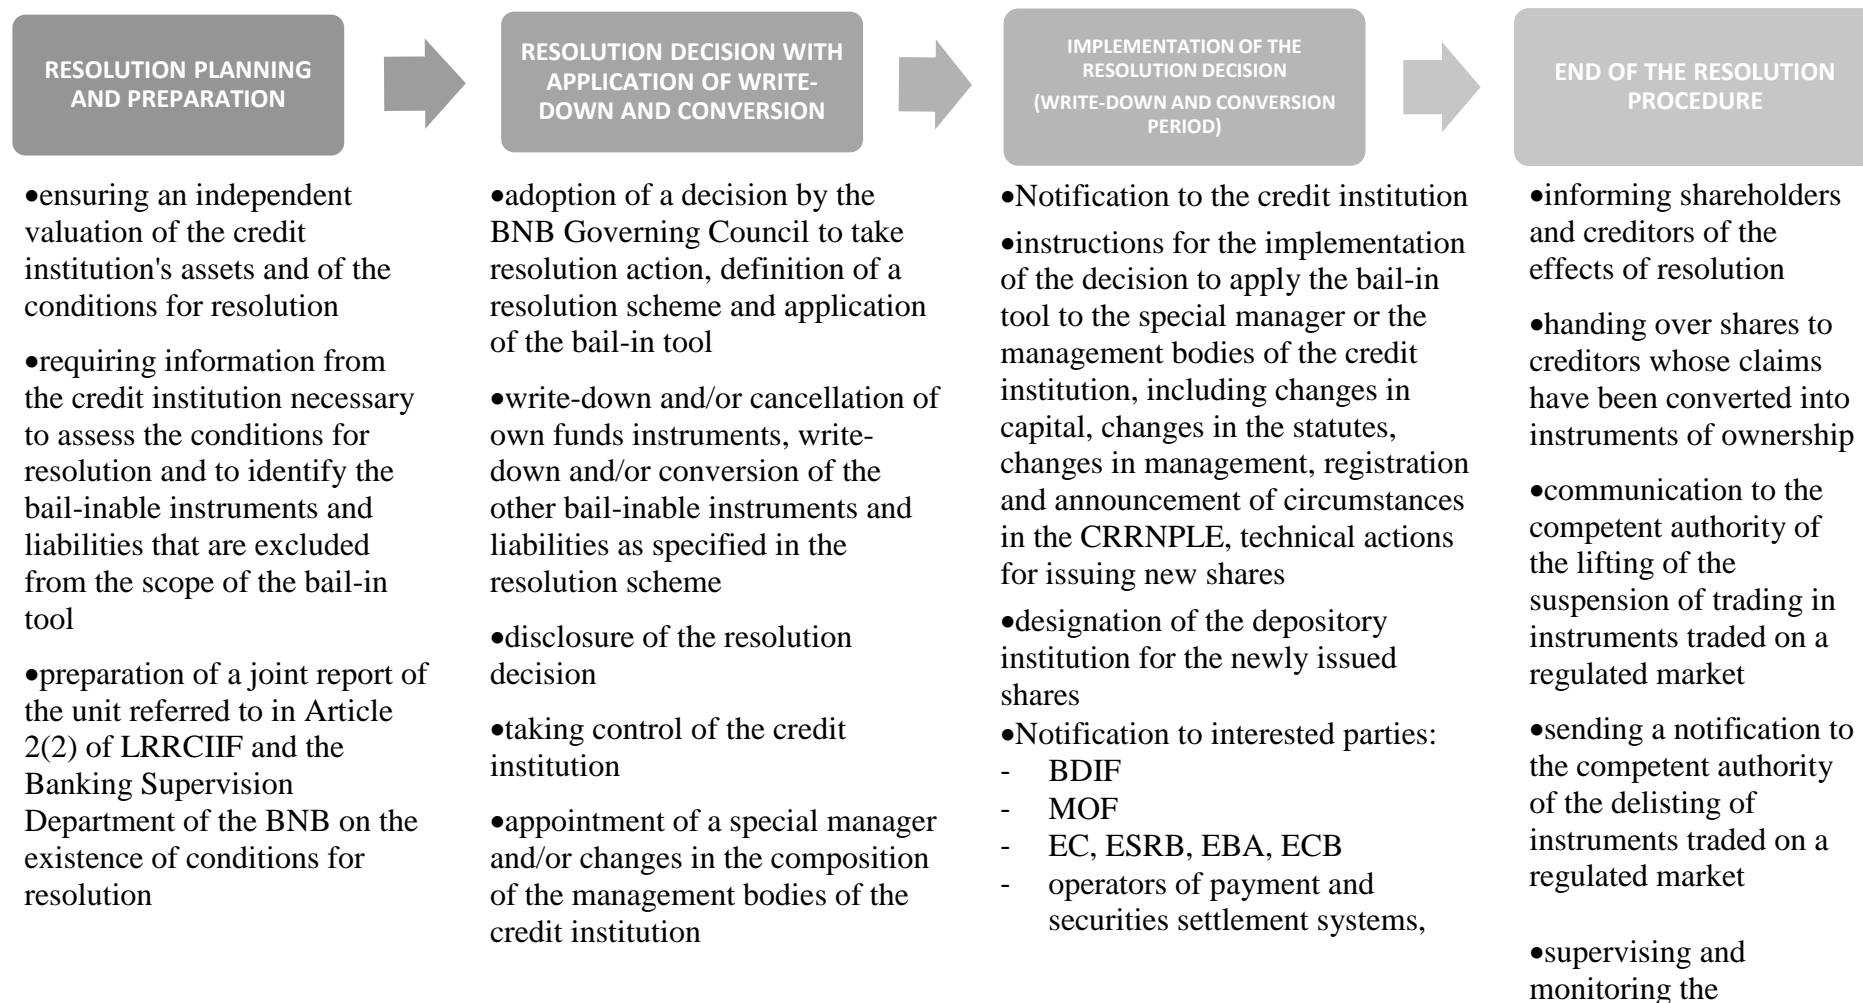 RESOLUTION PLANNING
AND PREPARATION
•ensuring an independent
valuation of the credit
institution's assets and of the
conditions for resolution
•requiring information from
the credit institution necessary
to assess the conditions for
resolution and to identify the
bail-inable instruments and
liabilities that are excluded
from the scope of the bail-in
tool
•preparation of a joint report of
the unit referred to in Article
2(2) of LRRCIIF and the
Banking Supervision
Department of the BNB on the
existence of conditions for
resolution
RESOLUTION DECISION WITH
APPLICATION OF WRITE-
DOWN AND CONVERSION
•adoption of a decision by the
BNB Governing Council to take
resolution action, definition of a
resolution scheme and application
of the bail-in tool
•write-down and/or cancellation of
own funds instruments, write-
down and/or conversion of the
other bail-inable instruments and
liabilities as specified in the
resolution scheme
•disclosure of the resolution
decision
•taking control of the credit
institution
•appointment of a special manager
and/or changes in the composition
of the management bodies of the
credit institution
IMPLEMENTATION OF THE
RESOLUTION DECISION
(WRITE-DOWN AND CONVERSION
PERIOD)
•Notification to the credit institution
•instructions for the implementation
of the decision to apply the bail-in
tool to the special manager or the
management bodies of the credit
institution, including changes in
capital, changes in the statutes,
changes in management, registration
and announcement of circumstances
in the CRRNPLE, technical actions
for issuing new shares
•designation of the depository
institution for the newly issued
shares
•Notification to interested parties:
- BDIF
- MOF
- EC, ESRB, EBA, ECB
- operators of payment and
securities settlement systems,
END OF THE RESOLUTION
PROCEDURE
•informing shareholders
and creditors of the
effects of resolution
•handing over shares to
creditors whose claims
have been converted into
instruments of ownership
•communication to the
competent authority of
the lifting of the
suspension of trading in
instruments traded on a
regulated market
•sending a notification to
the competent authority
of the delisting of
instruments traded on a
regulated market
•supervising and
monitoring the